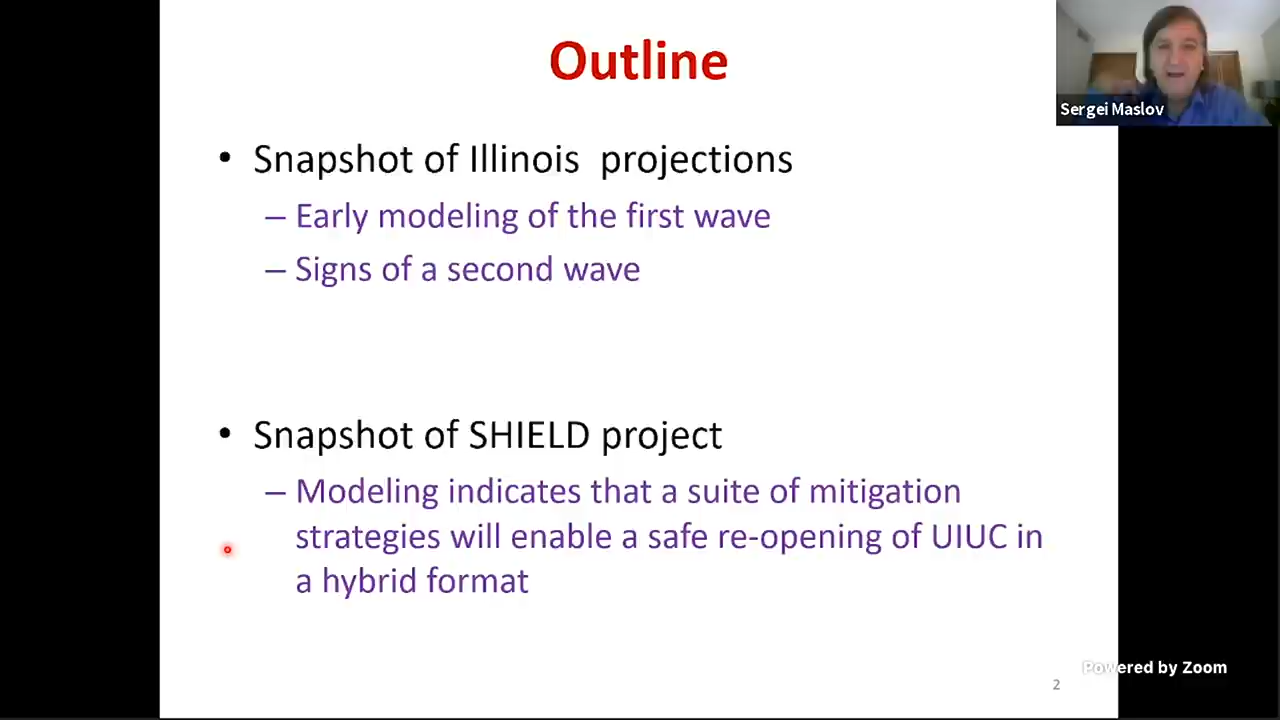 Outline
Sergei Maslov
• Snapshot of Illinois projections
– Early modeling of the first wave
– Signs of a second wave
• Snapshot of SHIELD project
– Modeling indicates that a suite of mitigation
strategies will enable a safe re-opening of UIUC in
a hybrid format
Powered by Zoom
2